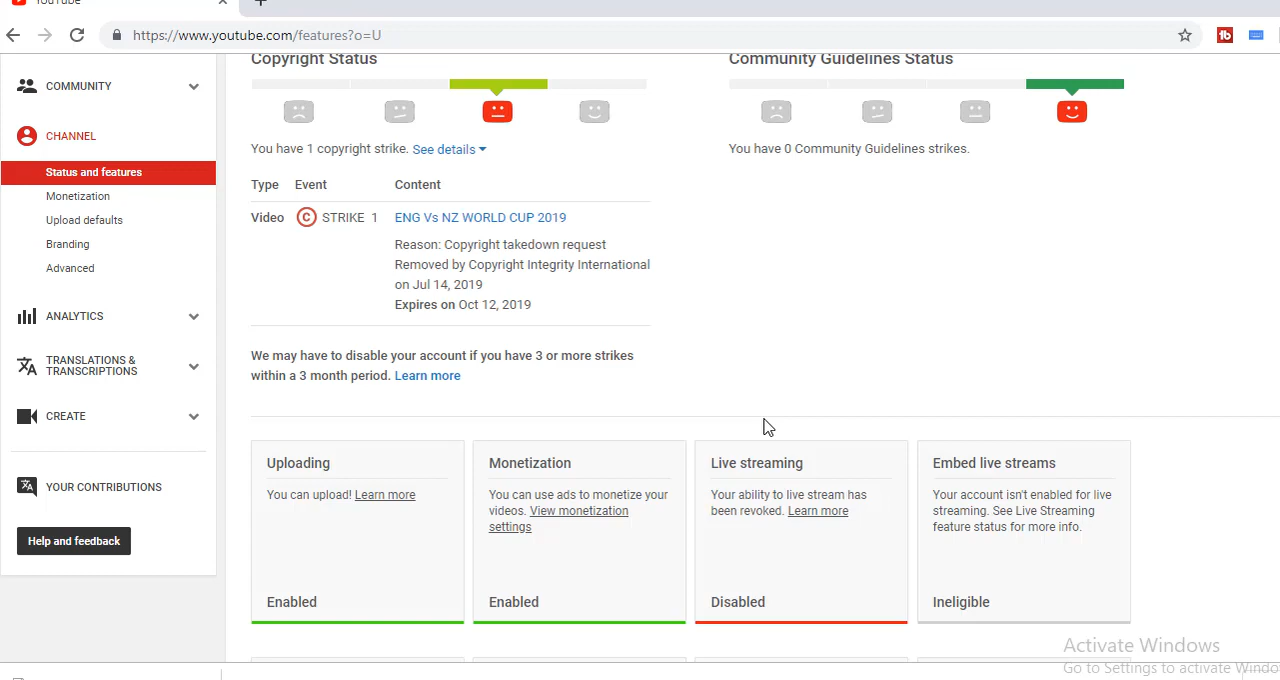 YouTube
https://www.youtube.com/features?o=U
COMMUNITY
CHANNEL
Status and features
Monetization
Upload defaults
Branding
Advanced
ANALYTICS
TRANSLATIONS &
TRANSCRIPTIONS
CREATE
YOUR CONTRIBUTIONS
Help and feedback
Copyright Status
You have 1 copyright strike. See details
Type Event Content
Video C STRIKE 1 ENG Vs NZ WORLD CUP 2019
Reason: Copyright takedown request
Removed by Copyright Integrity International
on Jul 14, 2019
Expires on Oct 12, 2019
We may have to disable your account if you have 3 or more strikes
within a 3 month period. Learn more
Community Guidelines Status
You have 0 Community Guidelines strikes.
Uploading
You can upload! Learn more
Enabled
Monetization
You can use ads to monetize your
videos. View monetization
settings
Enabled
Live streaming
Your ability to live stream has
been revoked. Learn more
Disabled
Embed live streams
Your account isn't enabled for live
streaming. See Live Streaming
feature status for more info.
Ineligible
Activate Windows
Go to Settings to activate Windo